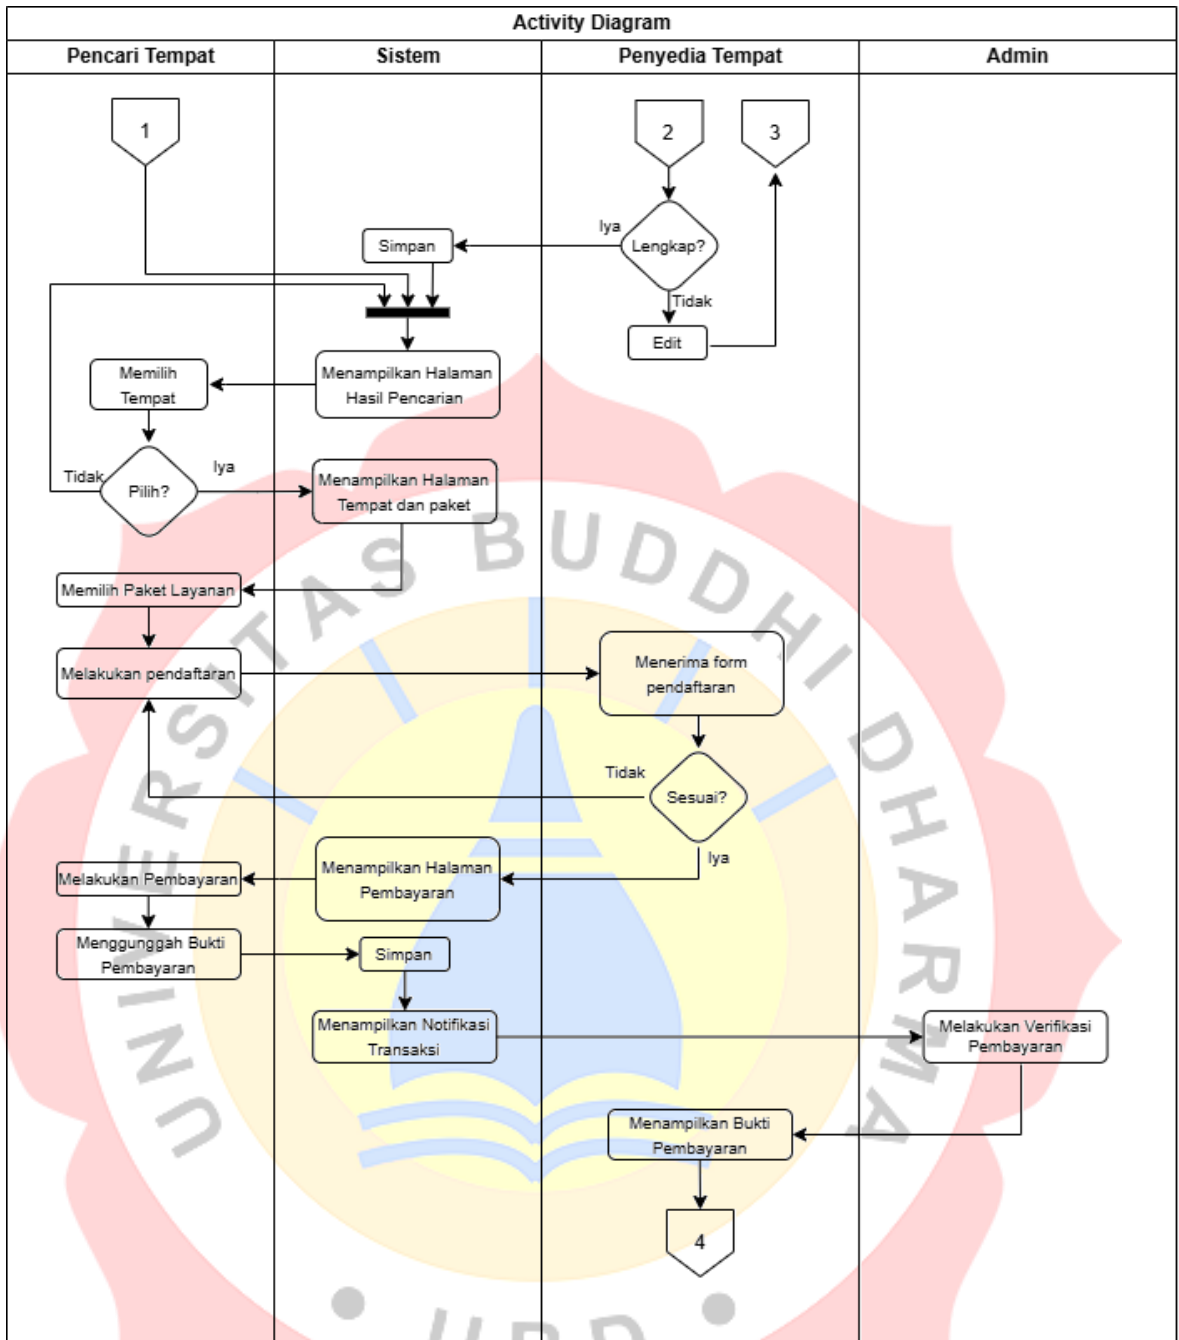 Activity Diagram
Pencari Tempat
Sistem
Penyedia Tempat
Admin
1
2
3
Iya
Simpan
Lengkap?
Tidak
Edit
Memilih
Tempat
Menampilkan Halaman
Hasil Pencarian
Tidak
Pilih?
Iya
Menampilkan Halaman
Tempat dan paket
Memilih Paket Layanan
Melakukan pendaftaran
Menerima form
pendaftaran
Tidak
Sesuai?
Iya
Menampilkan Halaman
Pembayaran
Melakukan Pembayaran
Menggunggah Bukti
Pembayaran
Simpan
Menampilkan Notifikasi
Transaksi
Melakukan Verifikasi
Pembayaran
Menampilkan Bukti
Pembayaran
4
UNIVERSITAS BUDDHI DHARMA
UBD